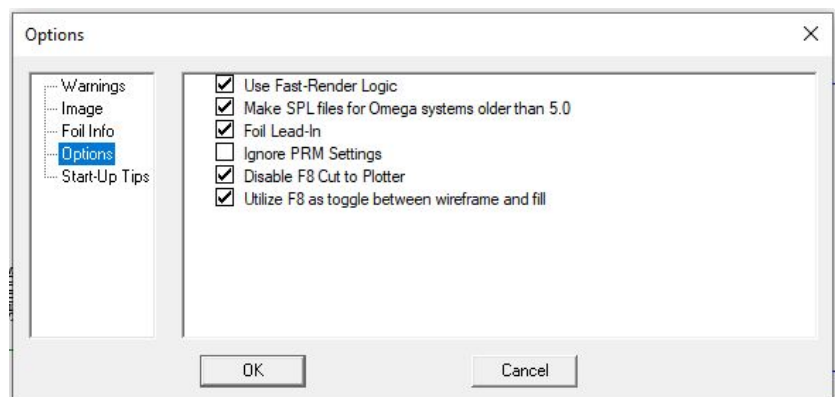 Options
Warnings
Image
Foil Info
Options
Start-Up Tips
Use Fast-Render Logic
Make SPL files for Omega systems older than 5.0
Foil Lead-In
Ignore PRM Settings
Disable F8 Cut to Plotter
Utilize F8 as toggle between wireframe and fill
OK
Cancel